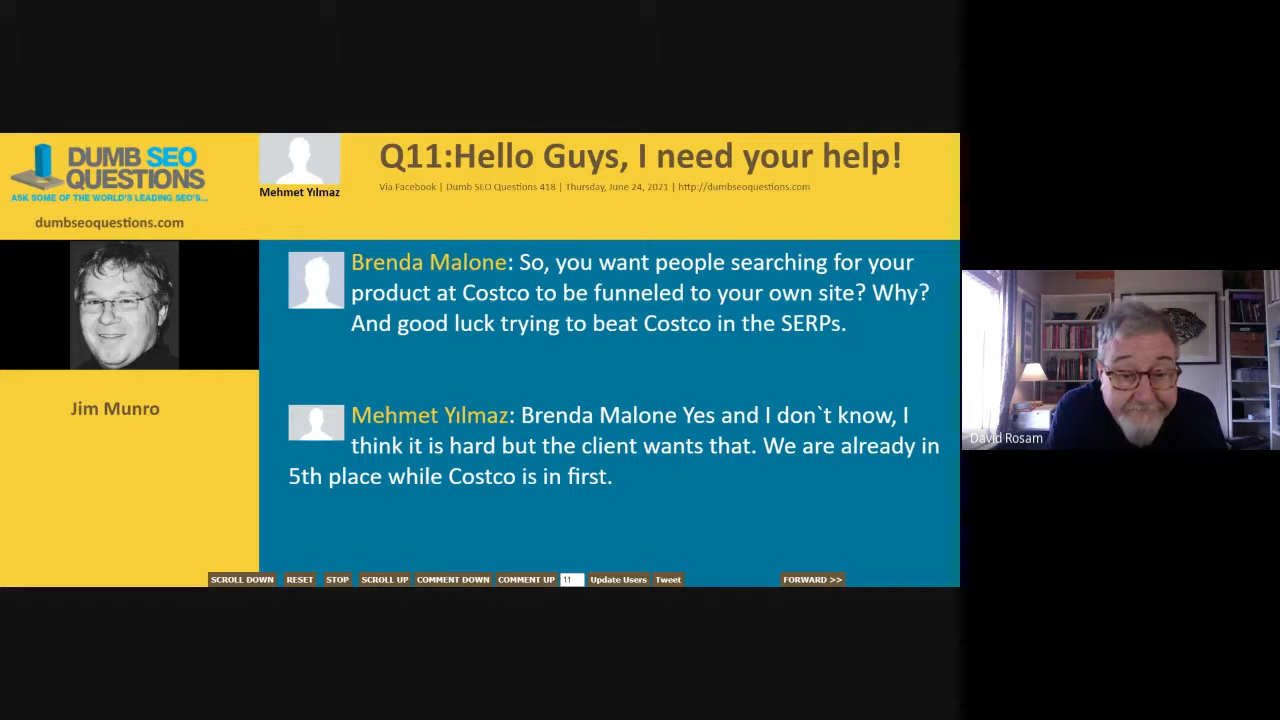 DUMB SEO
QUESTIONS
ASK SOME OF THE WORLD'S LEADING SEO'S...
dumbseoquestions.com
Mehmet Yılmaz
Q11:Hello Guys, I need your help!
Via Facebook | Dumb SEO Questions 418 | Thursday, June 24, 2021 | http://dumbseoquestions.com
Jim Munro
Brenda Malone: So, you want people searching for your
product at Costco to be funneled to your own site? Why?
And good luck trying to beat Costco in the SERPs.
Mehmet Yılmaz: Brenda Malone Yes and I don`t know, I
think it is hard but the client wants that. We are already in
5th place while Costco is in first.
David Rosam
SCROLL DOWN RESET STOP SCROLL UP COMMENT DOWN COMMENT UP 11 Update Users Tweet FORWARD >>